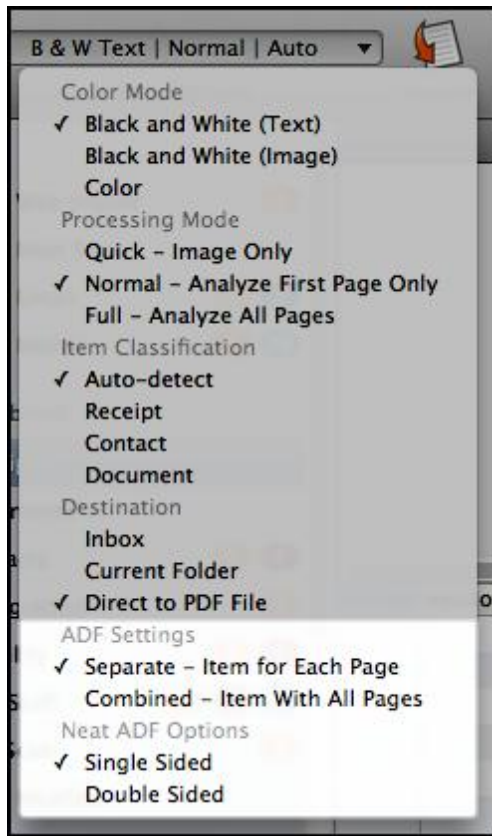 B & W Text | Normal | Auto ▼
Color Mode
✓ Black and White (Text)
Black and White (Image)
Color
Processing Mode
Quick – Image Only
✓ Normal – Analyze First Page Only
Full – Analyze All Pages
Item Classification
✓ Auto-detect
Receipt
Contact
Document
Destination
Inbox
Current Folder
✓ Direct to PDF File
ADF Settings
✓ Separate – Item for Each Page
Combined – Item With All Pages
Neat ADF Options
✓ Single Sided
Double Sided